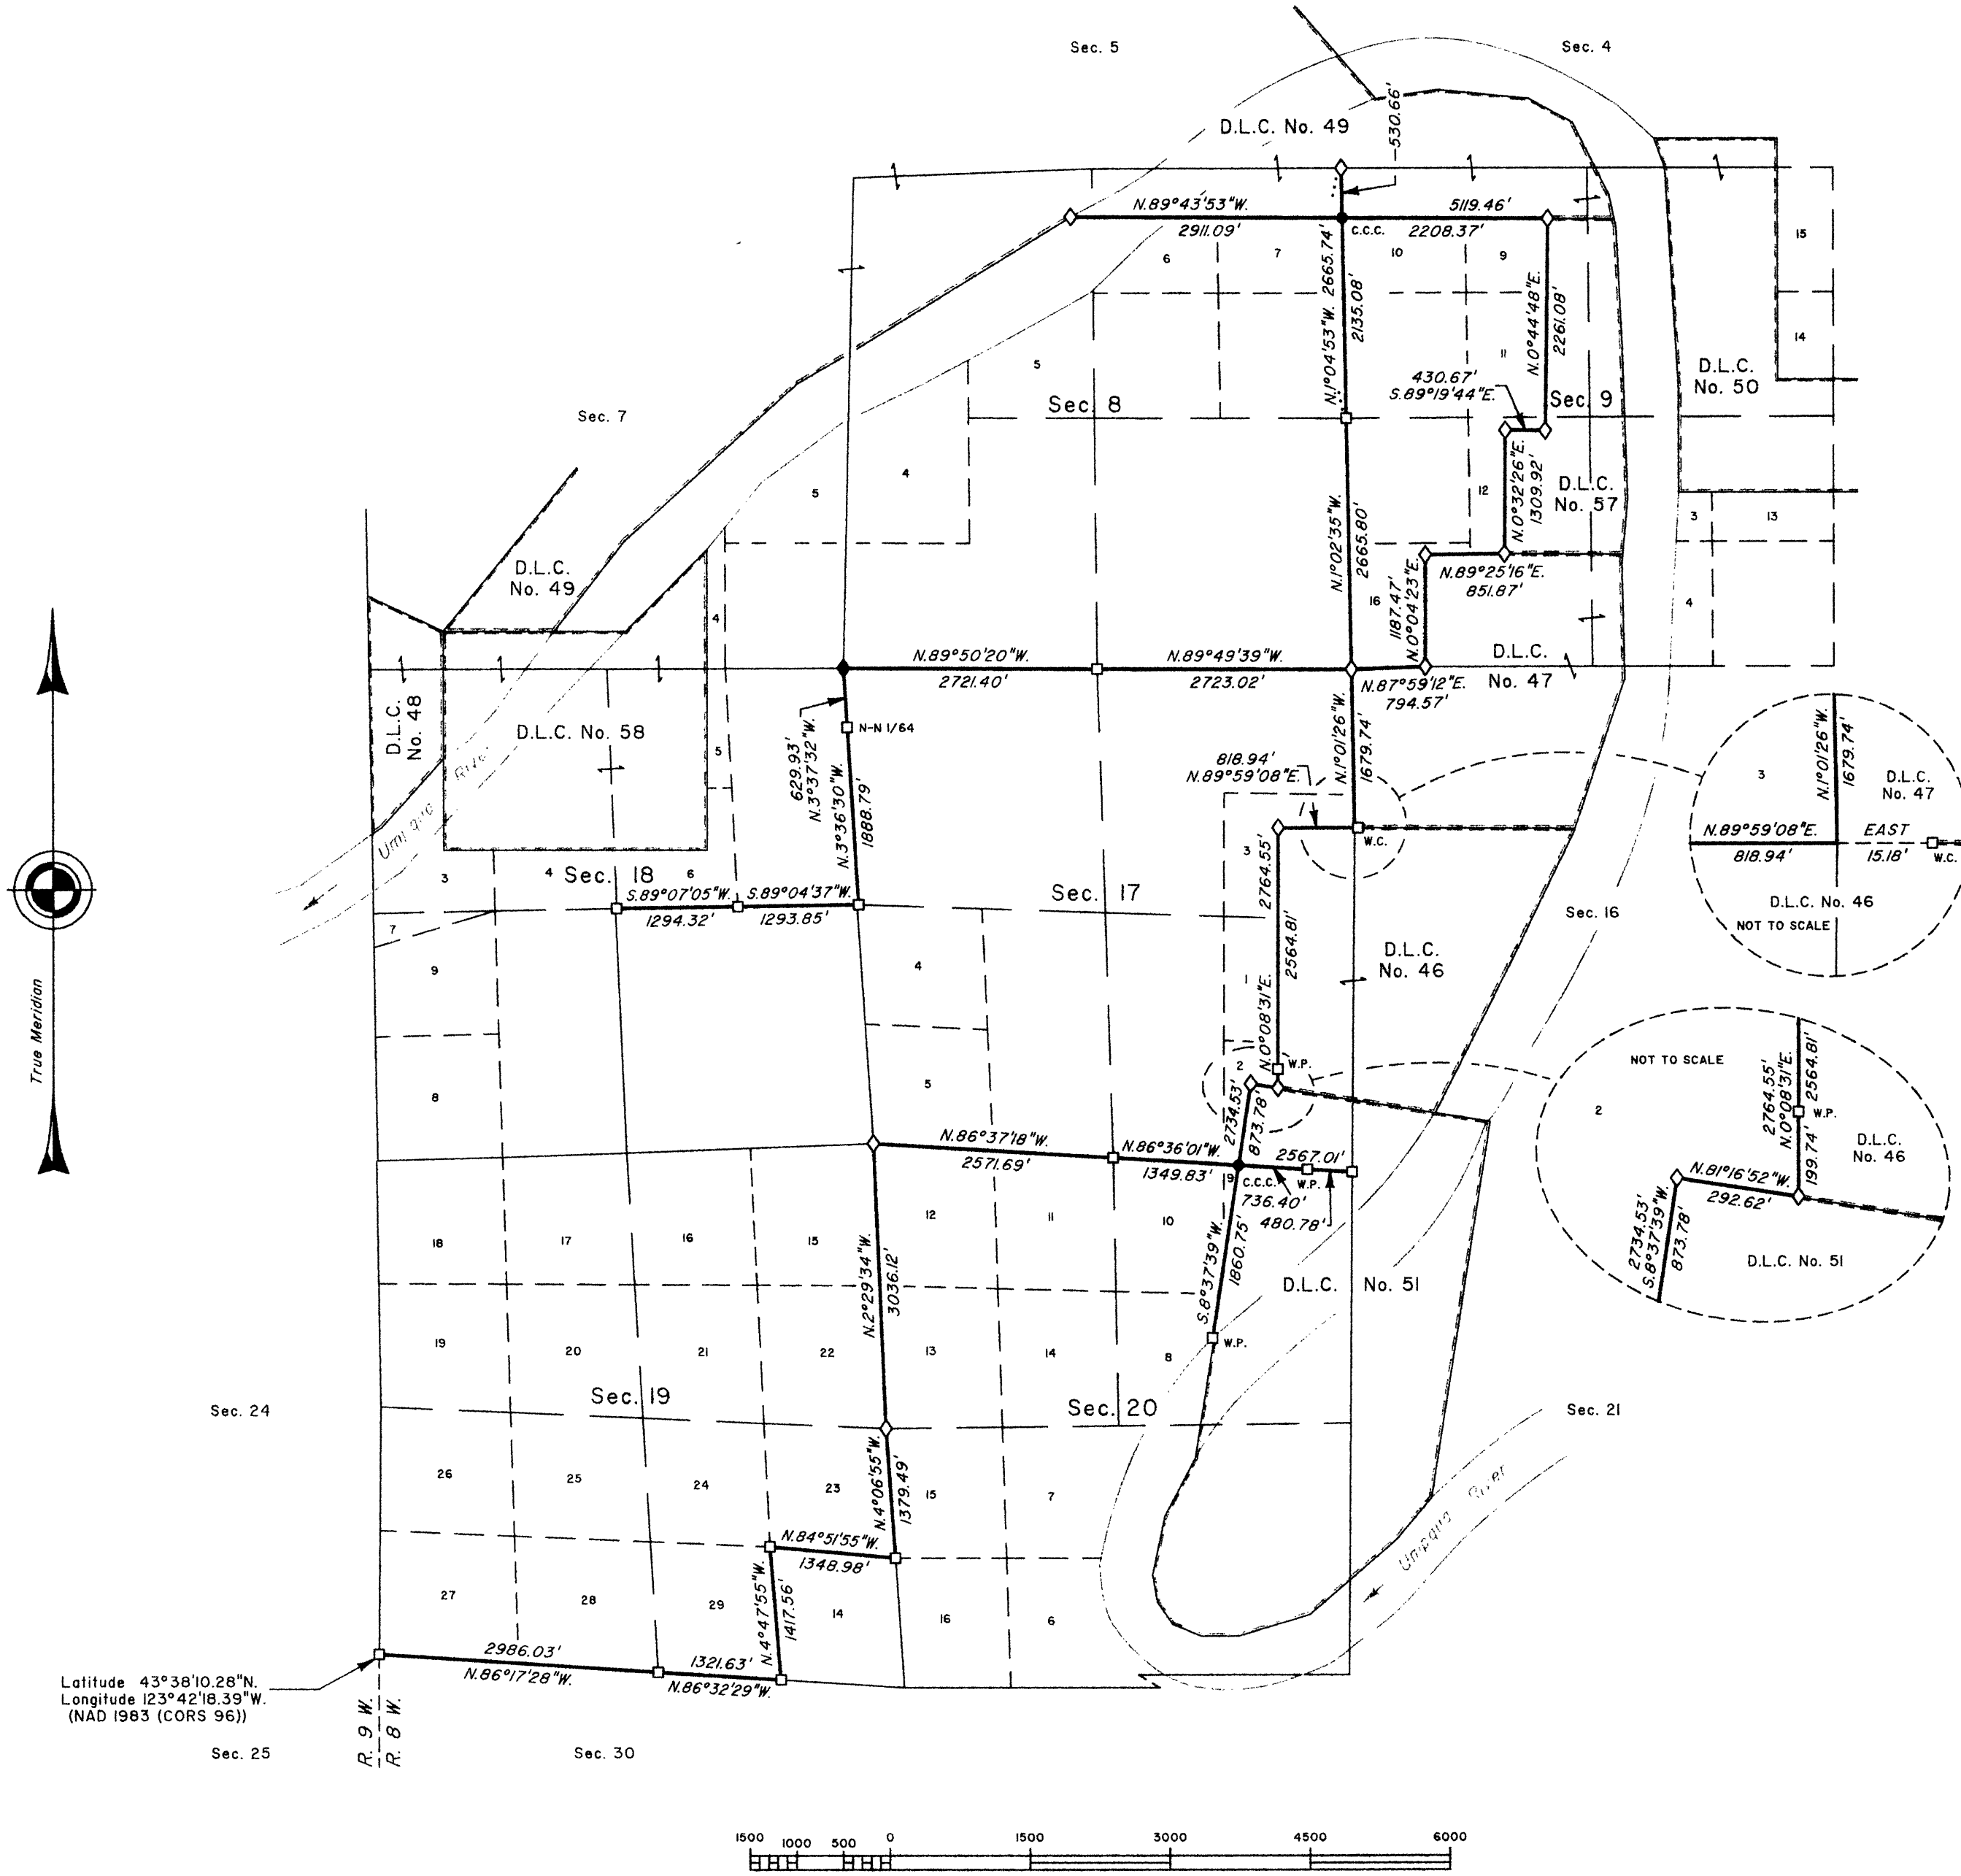 Sec. 5
Sec. 4
D.L.C. No. 49
530.66'
N.89°43'53"W.
5119.46'
2911.09'
C.C.C.
2208.37'
6
7
10
9
15
N.1°04'53"W. 2665.74'
2135.08'
N.0°44'48"E.
2261.08'
14
5
11
430.67'
S.89°19'44"E.
D.L.C.
No. 50
Sec. 7
Sec. 8
Sec. 9
4
5
12
N.0°32'26"E.
1309.92'
D.L.C.
No. 57
3
13
N.1°02'35"W.
2665.80'
D.L.C.
No. 49
N.89°25'16"E.
851.87'
4
16
1187.47'
N.0°04'23"E.
4
N.89°50'20"W.
2721.40'
N.89°49'39"W.
2723.02'
N.87°59'12"E.
794.57'
D.L.C.
No. 47
D.L.C.
No. 48
D.L.C. No. 58
5
629.93'
N.3°37'32"W.
N-N 1/64
818.94'
N.89°59'08"E.
N.1°01'26"W.
1679.74'
N.1°01'26"W.
1679.74'
3
D.L.C.
No. 47
N.89°59'08"E.
818.94'
EAST
15.18'
W.C.
D.L.C. No. 46
NOT TO SCALE
Umpqua
River
N.3°36'30"W.
1888.79'
W.C.
3
2764.55'
3
4
Sec. 18
6
S.89°07'05"W.
1294.32'
S.89°04'37"W.
1293.85'
Sec. 17
Sec. 16
7
9
4
1
2564.81'
N.0°08'31"E.
D.L.C.
No. 46
True Meridian
8
5
2
W.P.
2734.53'
873.78'
NOT TO SCALE
2
2764.55'
N.0°08'31"E.
2564.81'
W.P.
199.74'
D.L.C.
No. 46
N.81°16'52"W.
292.62'
2734.53'
S.8°37'39"W.
873.78'
D.L.C. No. 51
N.86°37'18"W.
2571.69'
N.86°36'01"W.
1349.83'
2567.01'
9
C.C.C.
W.P.
736.40'
480.78'
18
17
16
15
12
11
10
N.2°29'34"W.
3036.12'
S.8°37'39"W.
1860.75'
D.L.C. No. 51
19
20
21
22
13
14
8
W.P.
Sec. 24
Sec. 19
Sec. 20
Sec. 21
26
25
24
23
15
7
N.4°06'55"W.
1379.49'
Umpqua
River
N.84°51'55"W.
1348.98'
27
28
29
14
16
6
N.4°47'55"W.
1417.56'
2986.03'
N.86°17'28"W.
1321.63'
N.86°32'29"W.
Latitude 43°38'10.28"N.
Longitude 123°42'18.39"W.
(NAD 1983 (CORS 96))
R. 9 W.
R. 8 W.
Sec. 25
Sec. 30
1500 1000 500 0 1500 3000 4500 6000